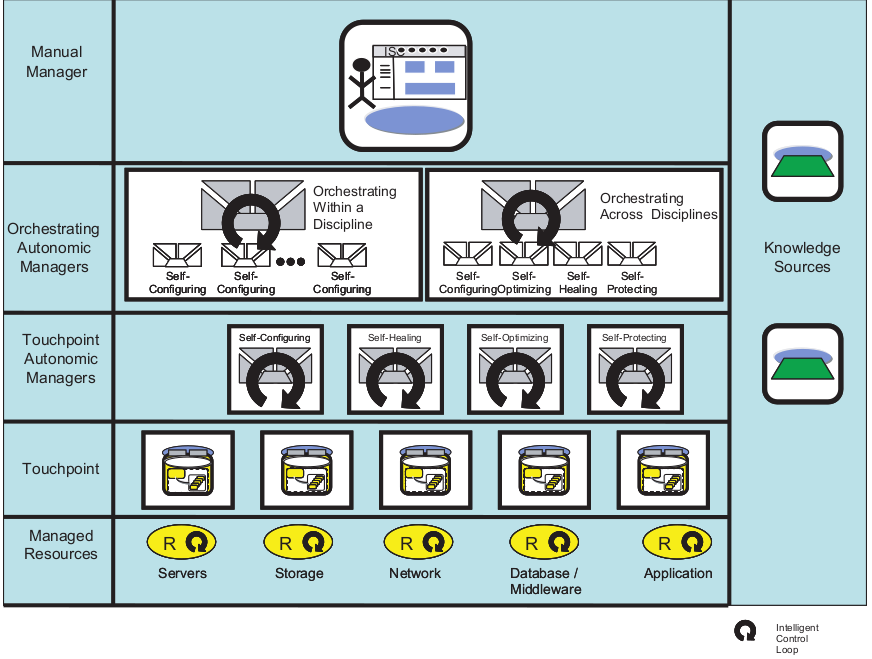 Manual
Manager
ISC
Orchestrating
Autonomic
Managers
Orchestrating
Within a
Discipline
Self-
Configuring
Self-
Configuring
Self-
Configuring
Orchestrating
Across Disciplines
Self-
Configuring
Self-
Optimizing
Self-
Healing
Self-
Protecting
Knowledge
Sources
Touchpoint
Autonomic
Managers
Self-Configuring
Self-Healing
Self-Optimizing
Self-Protecting
Touchpoint
Managed
Resources
R
R
R
R
R
Servers
Storage
Network
Database /
Middleware
Application
Intelligent
Control
Loop